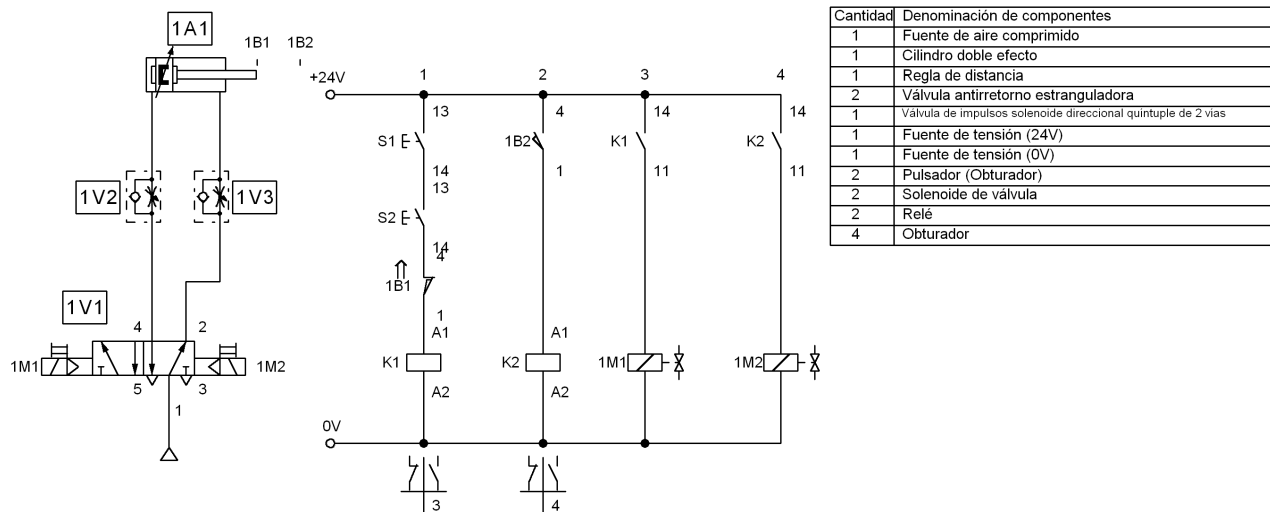 1A1
1B1
1B2
1V2
1V3
1V1
4
2
1M1
1M2
5
3
1
+24V
1
2
3
4
13
4
14
14
S1
1B2
K1
K2
14
1
11
11
13
S2
14
4
1B1
1
A1
A1
K1
K2
1M1
1M2
A2
A2
0V
3
4
Cantidad Denominación de componentes
1 Fuente de aire comprimido
1 Cilindro doble efecto
1 Regla de distancia
2 Válvula antirretorno estranguladora
1 Válvula de impulsos solenoide direccional quintuple de 2 vias
1 Fuente de tensión (24V)
1 Fuente de tensión (0V)
2 Pulsador (Obturador)
2 Solenoide de válvula
2 Relé
4 Obturador